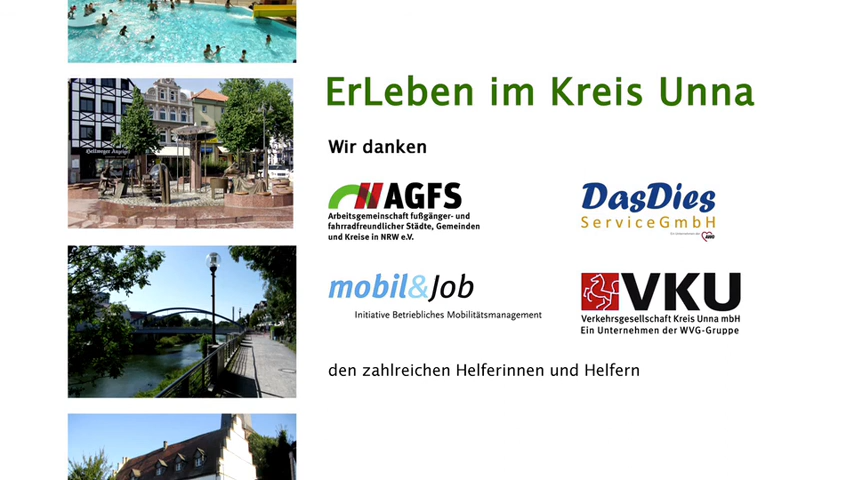 ErLeben im Kreis Unna
Wir danken
AGFS
Arbeitsgemeinschaft fußgänger- und
fahrradfreundlicher Städte, Gemeinden
und Kreise in NRW e.V.
DasDies
ServiceGmbH
mobil&Job
Initiative Betriebliches Mobilitätsmanagement
VKU
Verkehrsgesellschaft Kreis Unna mbH
Ein Unternehmen der WVG-Gruppe
den zahlreichen Helferinnen und Helfern
Hellweger Anzeiger